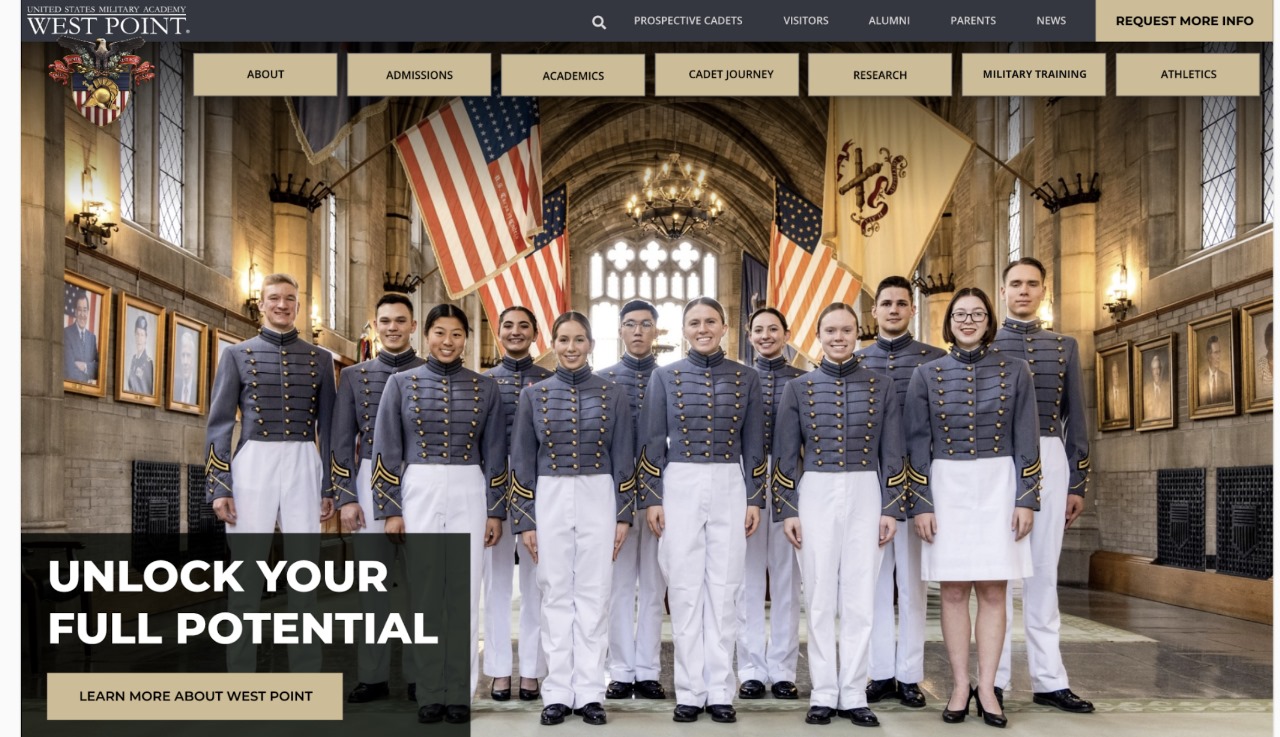 UNITED STATES MILITARY ACADEMY
WEST POINT.
PROSPECTIVE CADETS
VISITORS
ALUMNI
PARENTS
NEWS
REQUEST MORE INFO
ABOUT
ADMISSIONS
ACADEMICS
CADET JOURNEY
RESEARCH
MILITARY TRAINING
ATHLETICS
UNLOCK YOUR
FULL POTENTIAL
LEARN MORE ABOUT WEST POINT